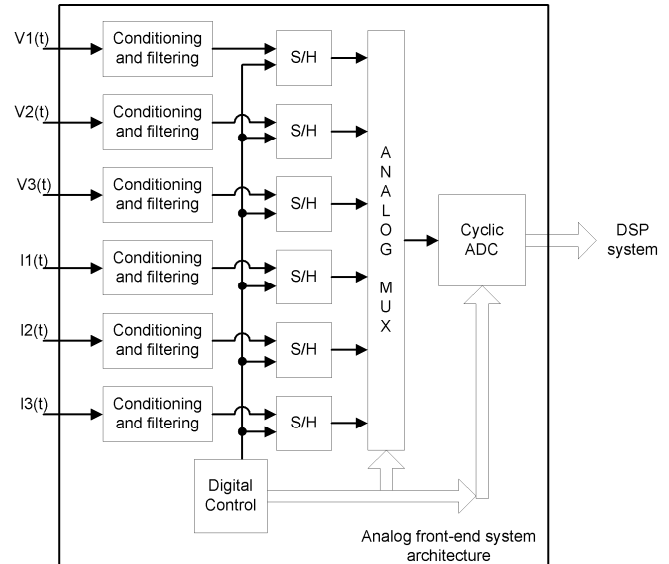 V1(t)
Conditioning
and filtering
S/H
V2(t)
Conditioning
and filtering
S/H
V3(t)
Conditioning
and filtering
S/H
I1(t)
Conditioning
and filtering
S/H
I2(t)
Conditioning
and filtering
S/H
I3(t)
Conditioning
and filtering
S/H
A
N
A
L
O
G
M
U
X
Cyclic
ADC
DSP
system
Digital
Control
Analog front-end system
architecture